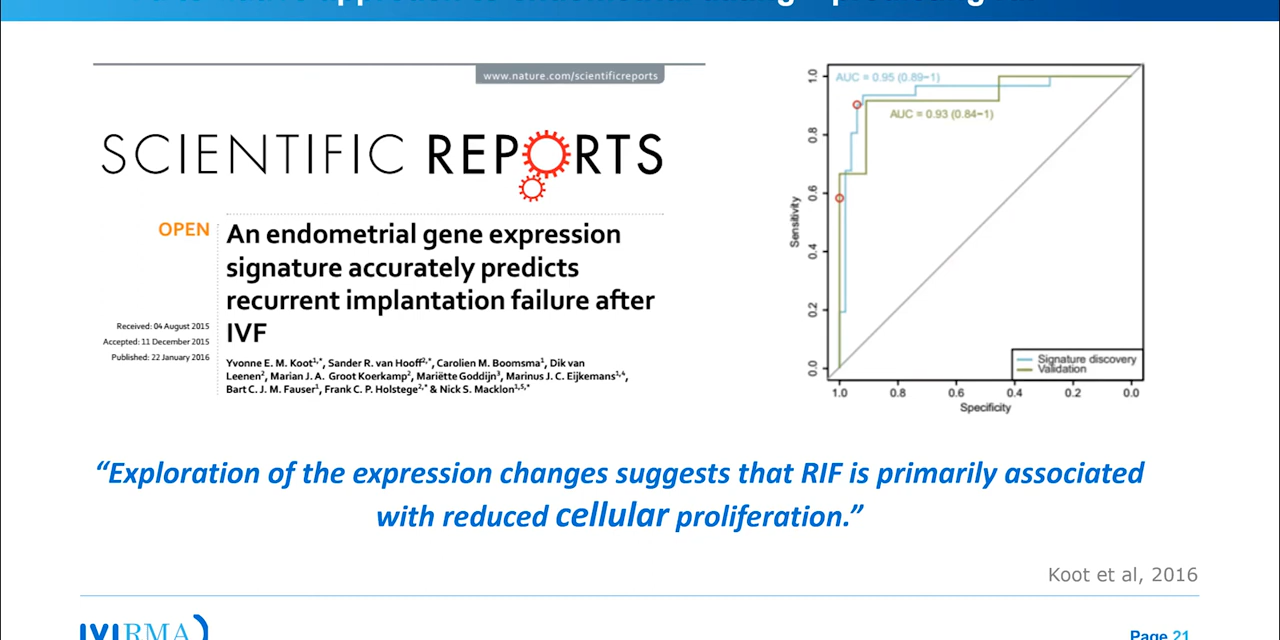 www.nature.com/scientificreports
SCIENTIFIC REPORTS
OPEN
An endometrial gene expression
signature accurately predicts
recurrent implantation failure after
IVF
Received: 04 August 2015
Accepted: 11 December 2015
Published: 22 January 2016
Yvonne E. M. Koot1,*, Sander R. van Hooff2,*, Carolien M. Boomsma1, Dik van
Leenen2, Marian J. A. Groot Koerkamp2, Mariëtte Goddijn3, Marinus J. C. Eijkemans1,4,
Bart C. J. M. Fauser1, Frank C. P. Holstege2,* & Nick S. Macklon1,5,*
AUC = 0.95 (0.89–1)
AUC = 0.93 (0.84–1)
Sensitivity
1.0
0.8
0.6
0.4
0.2
0.0
Signature discovery
Validation
1.0 0.8 0.6 0.4 0.2 0.0
Specificity
“Exploration of the expression changes suggests that RIF is primarily associated
with reduced cellular proliferation.”
Koot et al, 2016
IVIRMA
Page 21